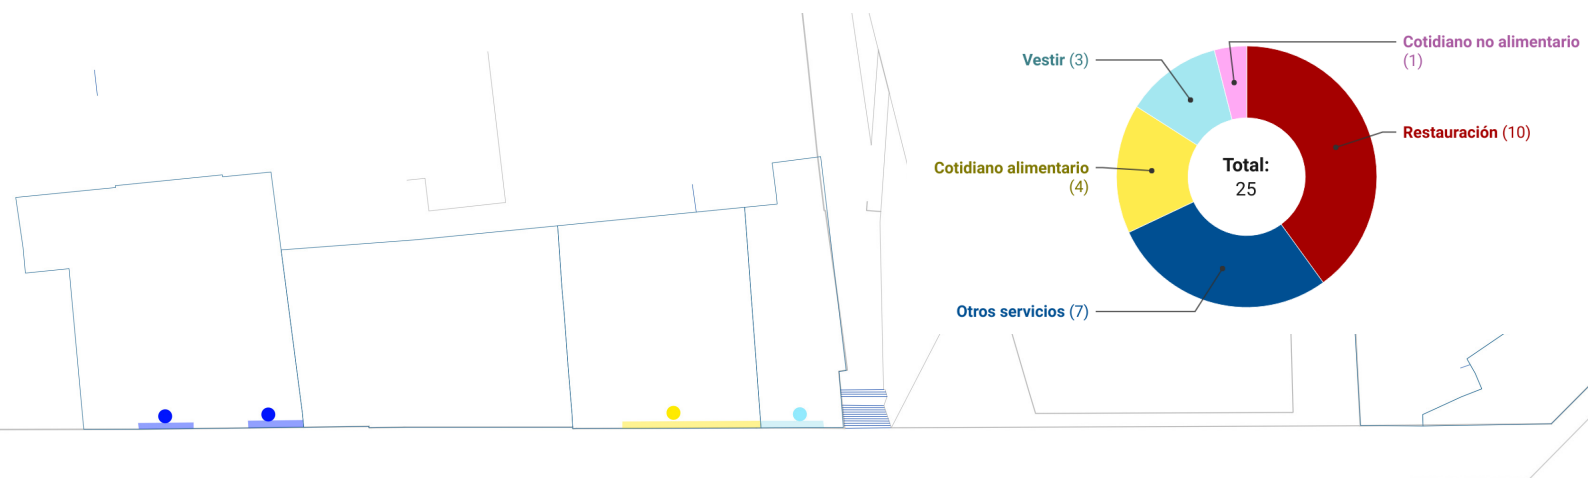 Cotidiano no alimentario
(1)
Vestir (3)
Restauración (10)
Cotidiano alimentario
(4)
Total:
25
Otros servicios (7)